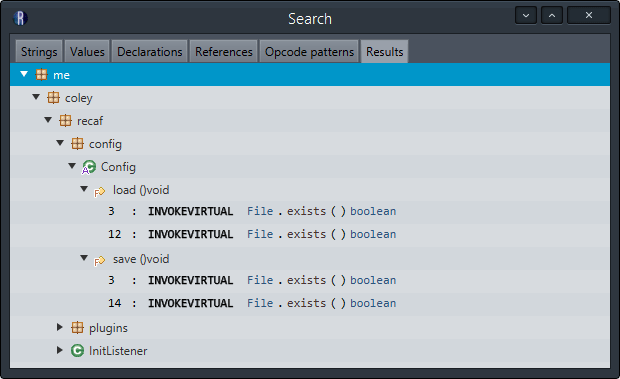 Search
Strings Values Declarations References Opcode patterns Results
me
coley
recaf
config
Config
load ()void
3 : INVOKEVIRTUAL File . exists ( ) boolean
12 : INVOKEVIRTUAL File . exists ( ) boolean
save ()void
3 : INVOKEVIRTUAL File . exists ( ) boolean
14 : INVOKEVIRTUAL File . exists ( ) boolean
plugins
InitListener